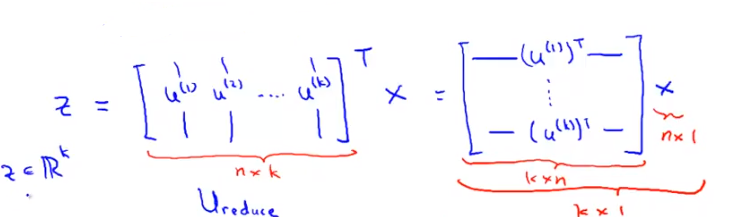 z = [ u^(1) u^(2) .... u^(k) ]^T x = [ — (u^(1))^T — ⋮ — (u^(k))^T — ] x
z ∈ ℝ^k
n × k
k × n
n × 1
Ureduce
k × 1